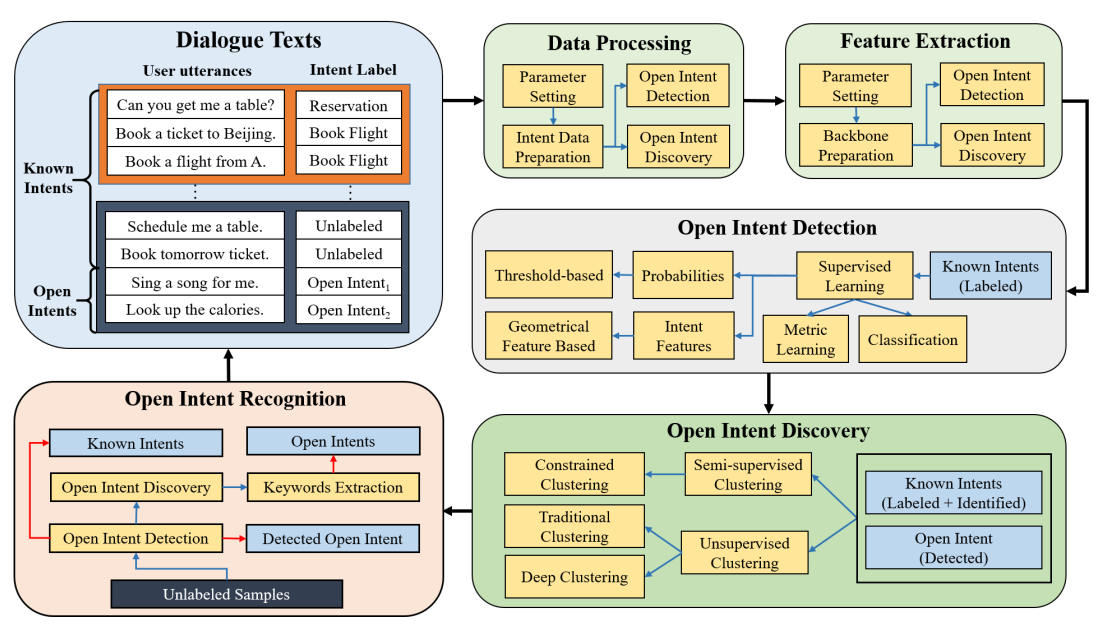 Dialogue Texts
User utterances
Intent Label
Can you get me a table?
Reservation
Book a ticket to Beijing.
Book Flight
Book a flight from A.
Book Flight
Known
Intents
Schedule me a table.
Unlabeled
Book tomorrow ticket.
Unlabeled
Sing a song for me.
Open Intent1
Look up the calories.
Open Intent2
Open
Intents
Data Processing
Parameter
Setting
Open Intent
Detection
Intent Data
Preparation
Open Intent
Discovery
Feature Extraction
Parameter
Setting
Open Intent
Detection
Backbone
Preparation
Open Intent
Discovery
Open Intent Detection
Threshold-based
Probabilities
Supervised
Learning
Known Intents
(Labeled)
Geometrical
Feature Based
Intent
Features
Metric
Learning
Classification
Open Intent Discovery
Constrained
Clustering
Semi-supervised
Clustering
Known Intents
(Labeled + Identified)
Traditional
Clustering
Unsupervised
Clustering
Open Intent
(Detected)
Deep Clustering
Open Intent Recognition
Known Intents
Open Intents
Open Intent Discovery
Keywords Extraction
Open Intent Detection
Detected Open Intent
Unlabeled Samples